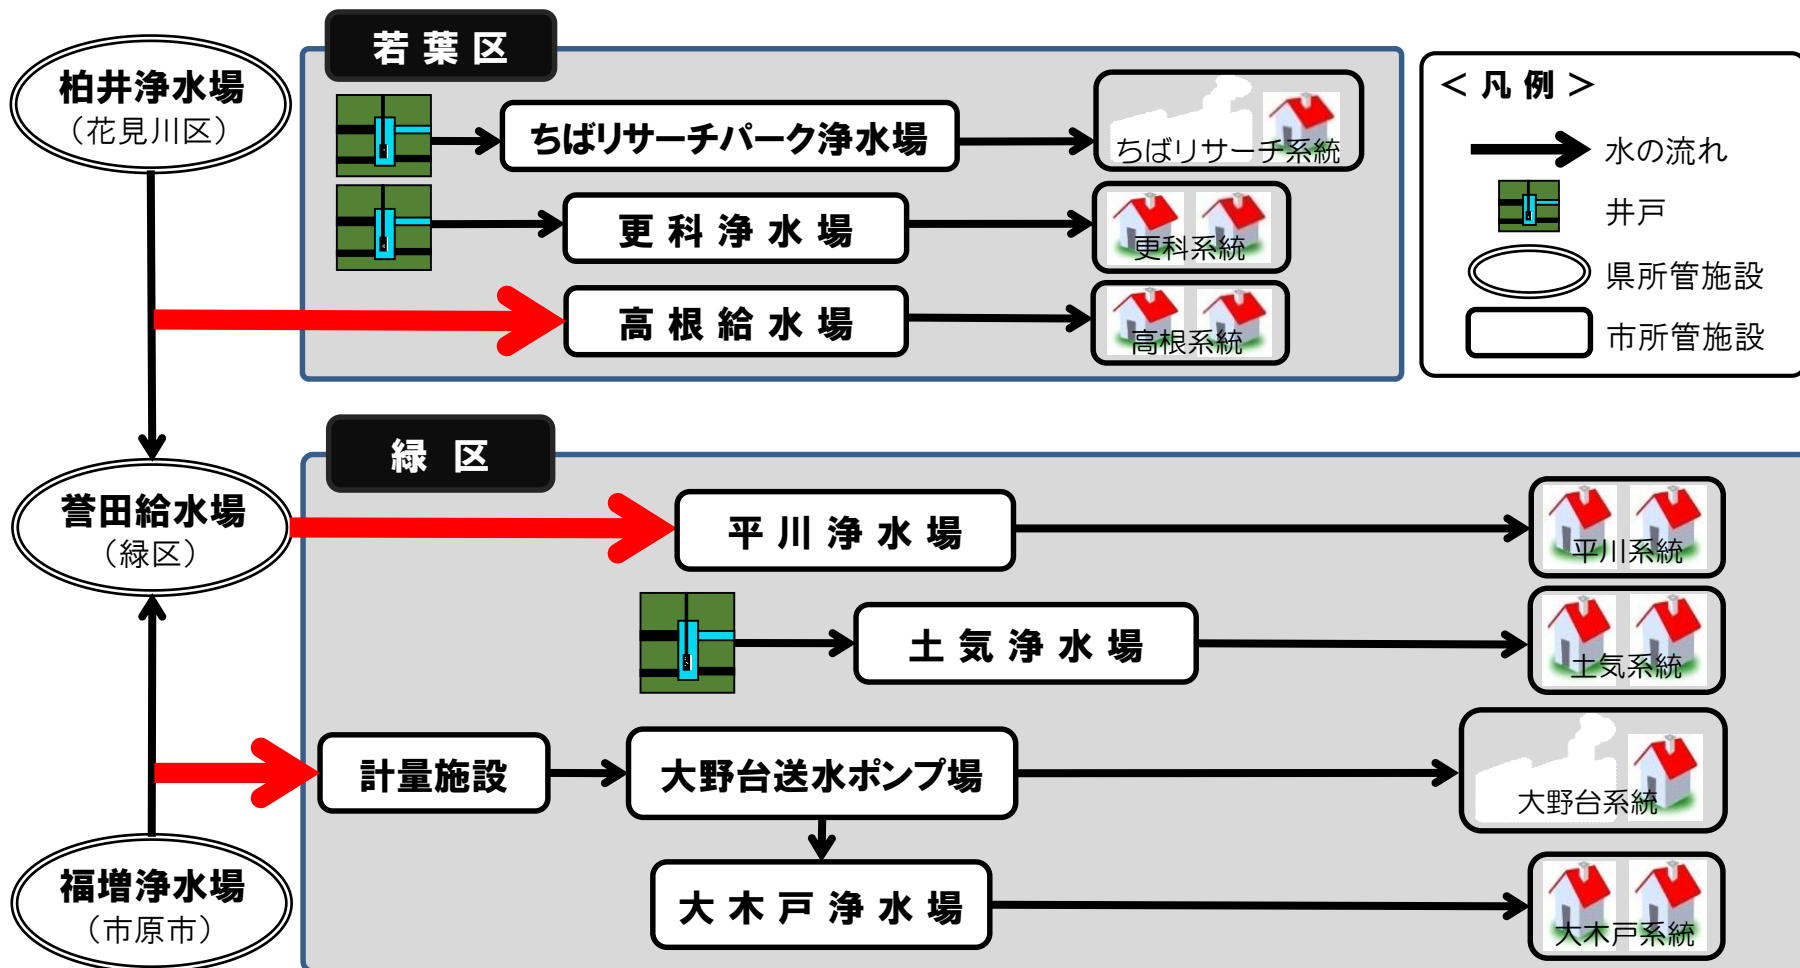 若葉区
柏井浄水場
（花見川区）
ちばリサーチパーク浄水場
ちばリサーチ系統
更科浄水場
更科系統
高根給水場
高根系統
＜凡例＞
水の流れ
井戸
県所管施設
市所管施設
緑区
誉田給水場
（緑区）
平川浄水場
平川系統
土気浄水場
土気系統
計量施設
大野台送水ポンプ場
大野台系統
福増浄水場
（市原市）
大木戸浄水場
大木戸系統